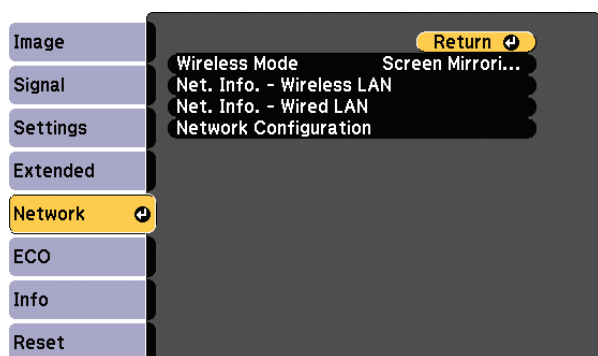 Image
Signal
Settings
Extended
Network
ECO
Info
Reset
Return
Wireless Mode Screen Mirrori...
Net. Info. - Wireless LAN
Net. Info. - Wired LAN
Network Configuration